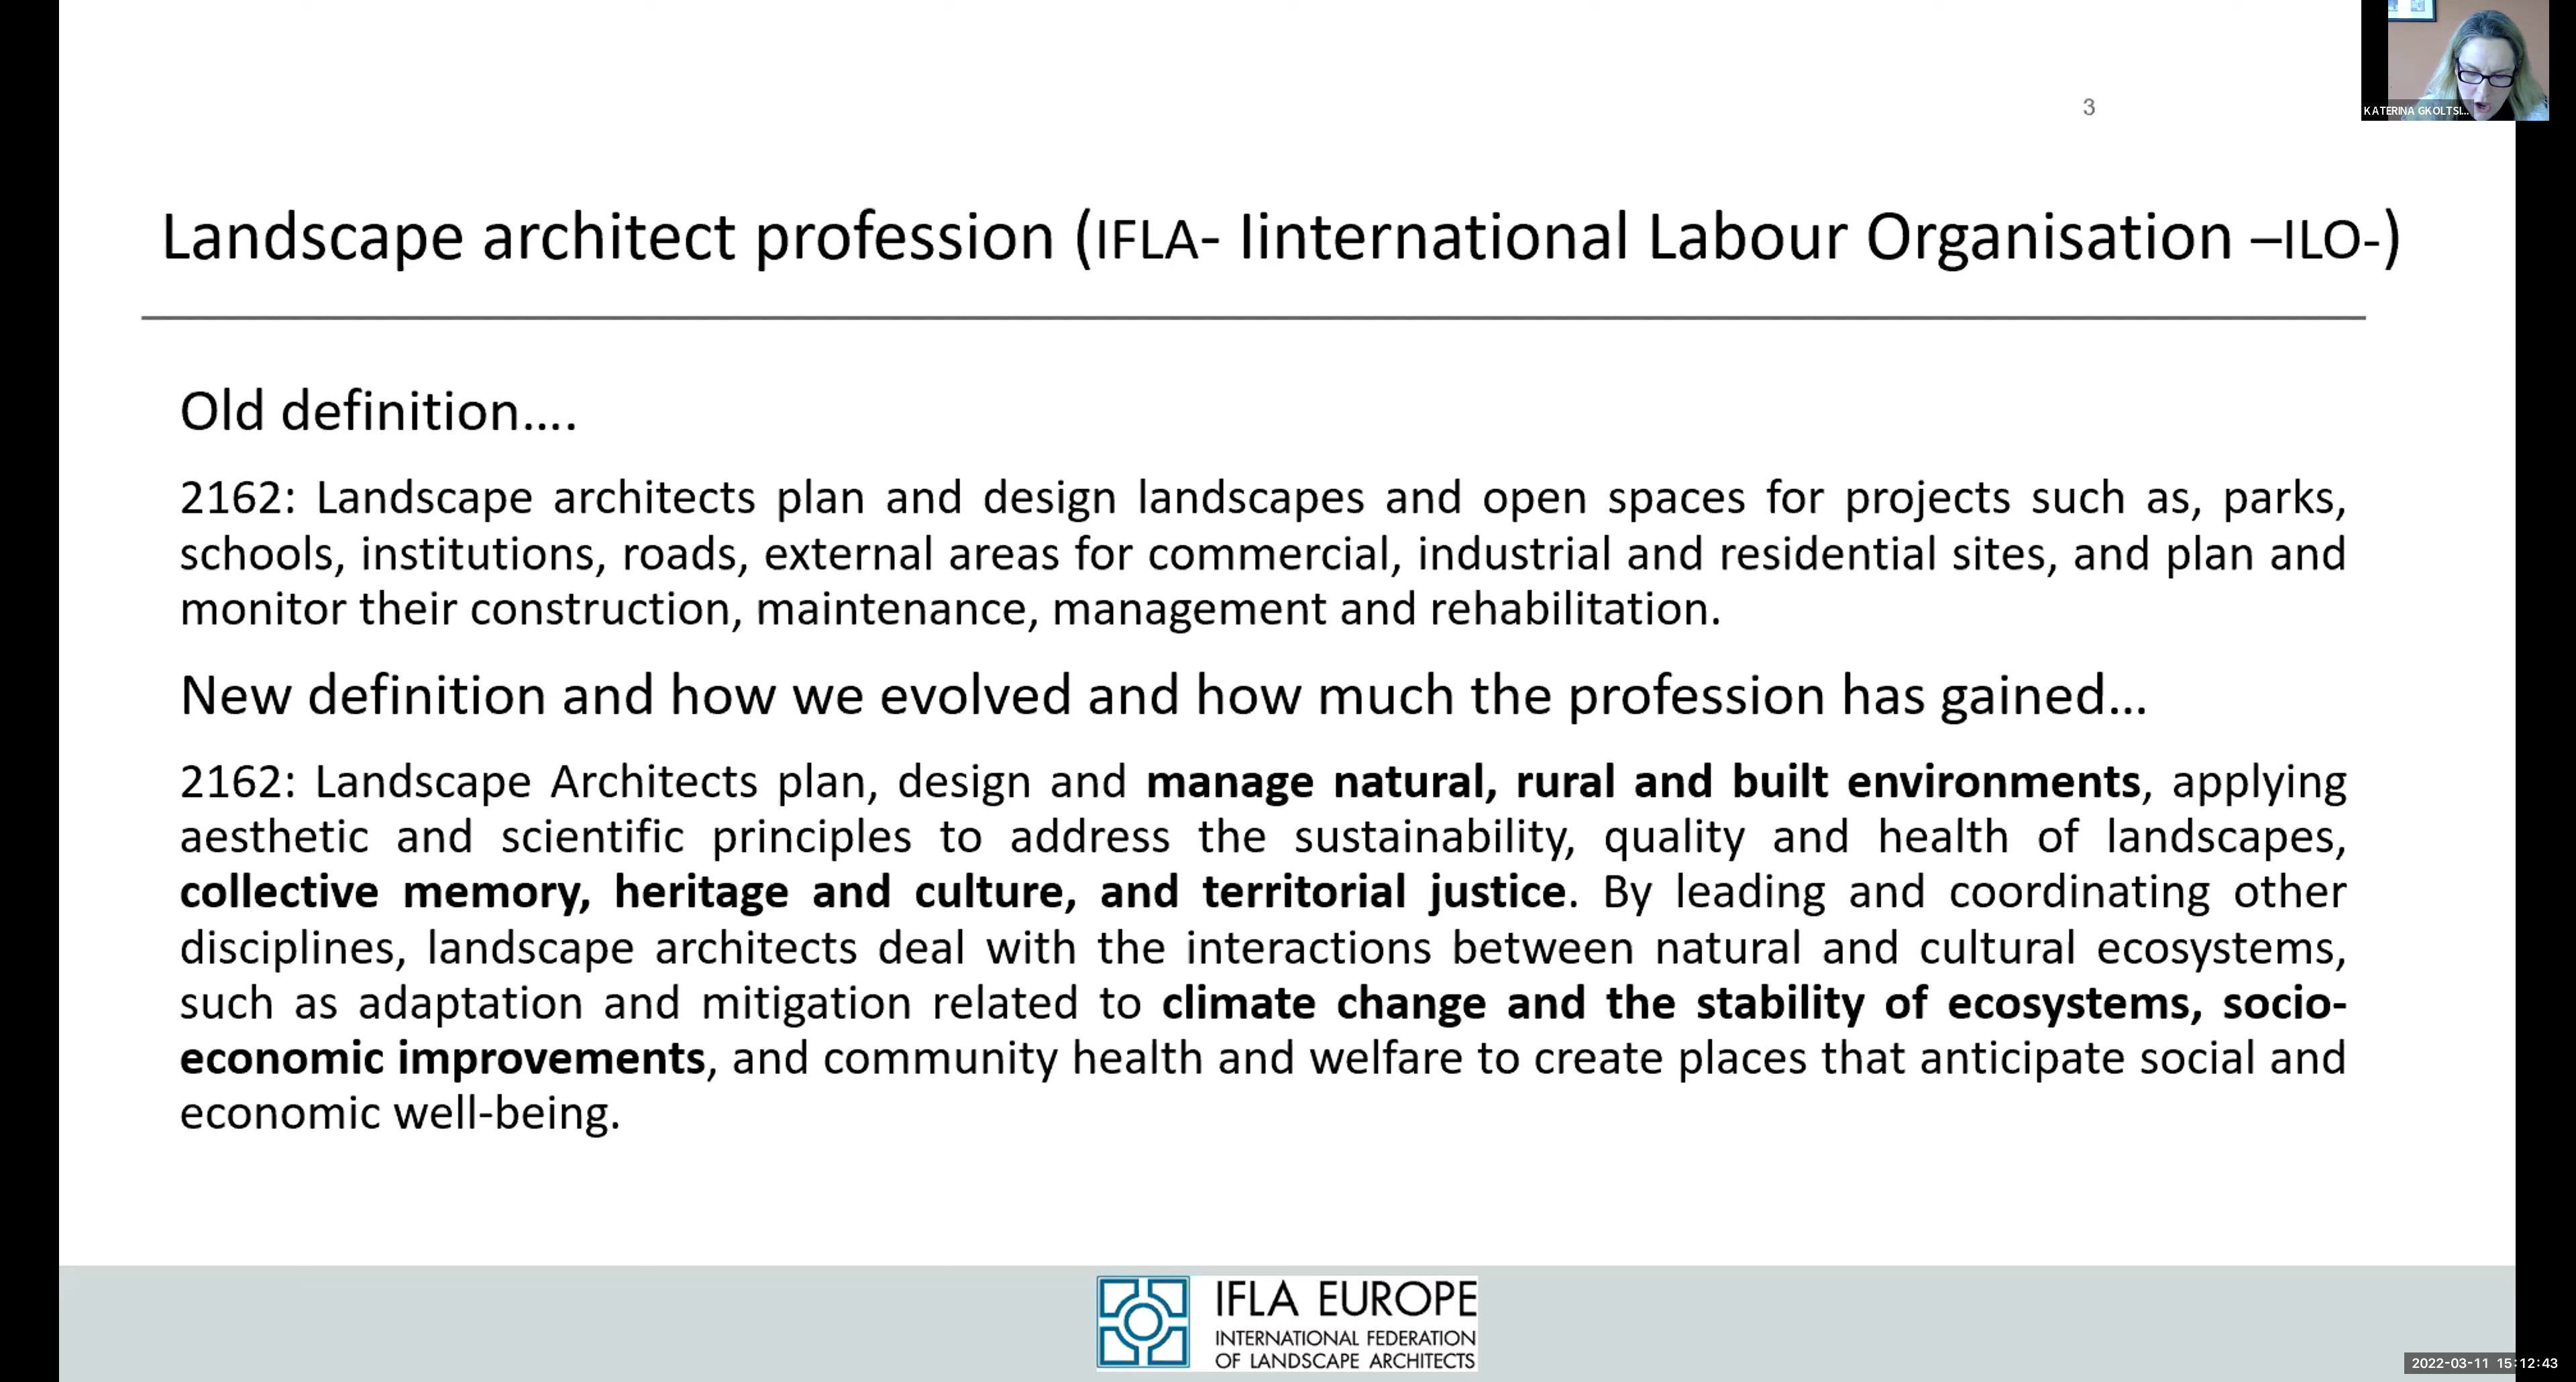 3
KATERINA GKOLTSI...
Landscape architect profession (IFLA- Iinternational Labour Organisation –ILO-)
Old definition....
2162: Landscape architects plan and design landscapes and open spaces for projects such as, parks,
schools, institutions, roads, external areas for commercial, industrial and residential sites, and plan and
monitor their construction, maintenance, management and rehabilitation.
New definition and how we evolved and how much the profession has gained...
2162: Landscape Architects plan, design and manage natural, rural and built environments, applying
aesthetic and scientific principles to address the sustainability, quality and health of landscapes,
collective memory, heritage and culture, and territorial justice. By leading and coordinating other
disciplines, landscape architects deal with the interactions between natural and cultural ecosystems,
such as adaptation and mitigation related to climate change and the stability of ecosystems, socio-
economic improvements, and community health and welfare to create places that anticipate social and
economic well-being.
IFLA EUROPE
INTERNATIONAL FEDERATION
OF LANDSCAPE ARCHITECTS
2022-03-11 15:12:43